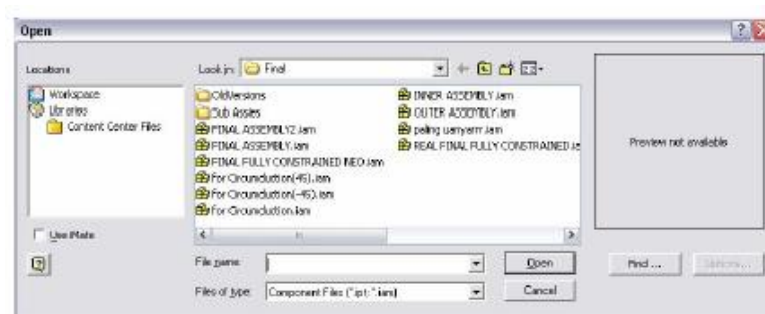 Open
Locations
Workspace
Libraries
Content Center Files
Use iMate
Look in: Final
OldVersions
Sub Assies
FINAL ASSEMBLY2.iam
FINAL ASSEMBLY.iam
FINAL FULLY CONSTRAINED NEO.iam
for Circumduction(45).iam
for Circumduction(-45).iam
for Circumduction.iam
INNER ASSEMBLY.iam
OUTER ASSEMBLY.iam
paling
REAL FINAL FULLY CONSTRAINED.ia
File name:
Open
Files of type: Component Files (*.ipt; *.iam)
Cancel
Preview not available
Find ...
Options...